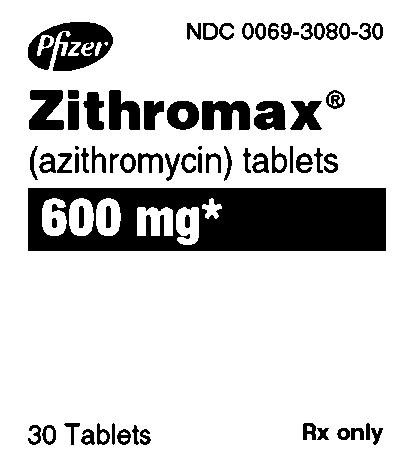 Pfizer
NDC 0069-3080-30
Zithromax®
(azithromycin) tablets
600 mg*
30 Tablets
Rx only